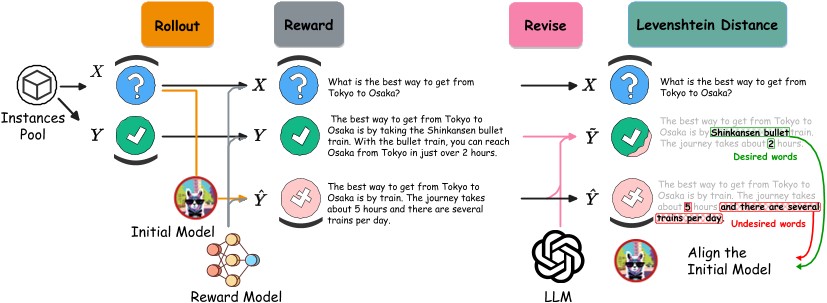 Rollout
Reward
Revise
Levenshtein Distance
Instances
Pool
X
Y
Initial Model
Reward Model
X
What is the best way to get from
Tokyo to Osaka?
Y
The best way to get from Tokyo to
Osaka is by taking the Shinkansen bullet
train. With the bullet train, you can reach
Osaka from Tokyo in just over 2 hours.
Ŷ
The best way to get from Tokyo to
Osaka is by train. The journey takes
about 5 hours and there are several
trains per day.
LLM
X
What is the best way to get from
Tokyo to Osaka?
Ỹ
The best way to get from Tokyo to
Osaka is by Shinkansen bullet train.
The journey takes about 2 hours.
Desired words
Ŷ
The best way to get from Tokyo to
Osaka is by train. The journey takes
about 5 hours and there are several
trains per day.
Undesired words
Align the
Initial Model